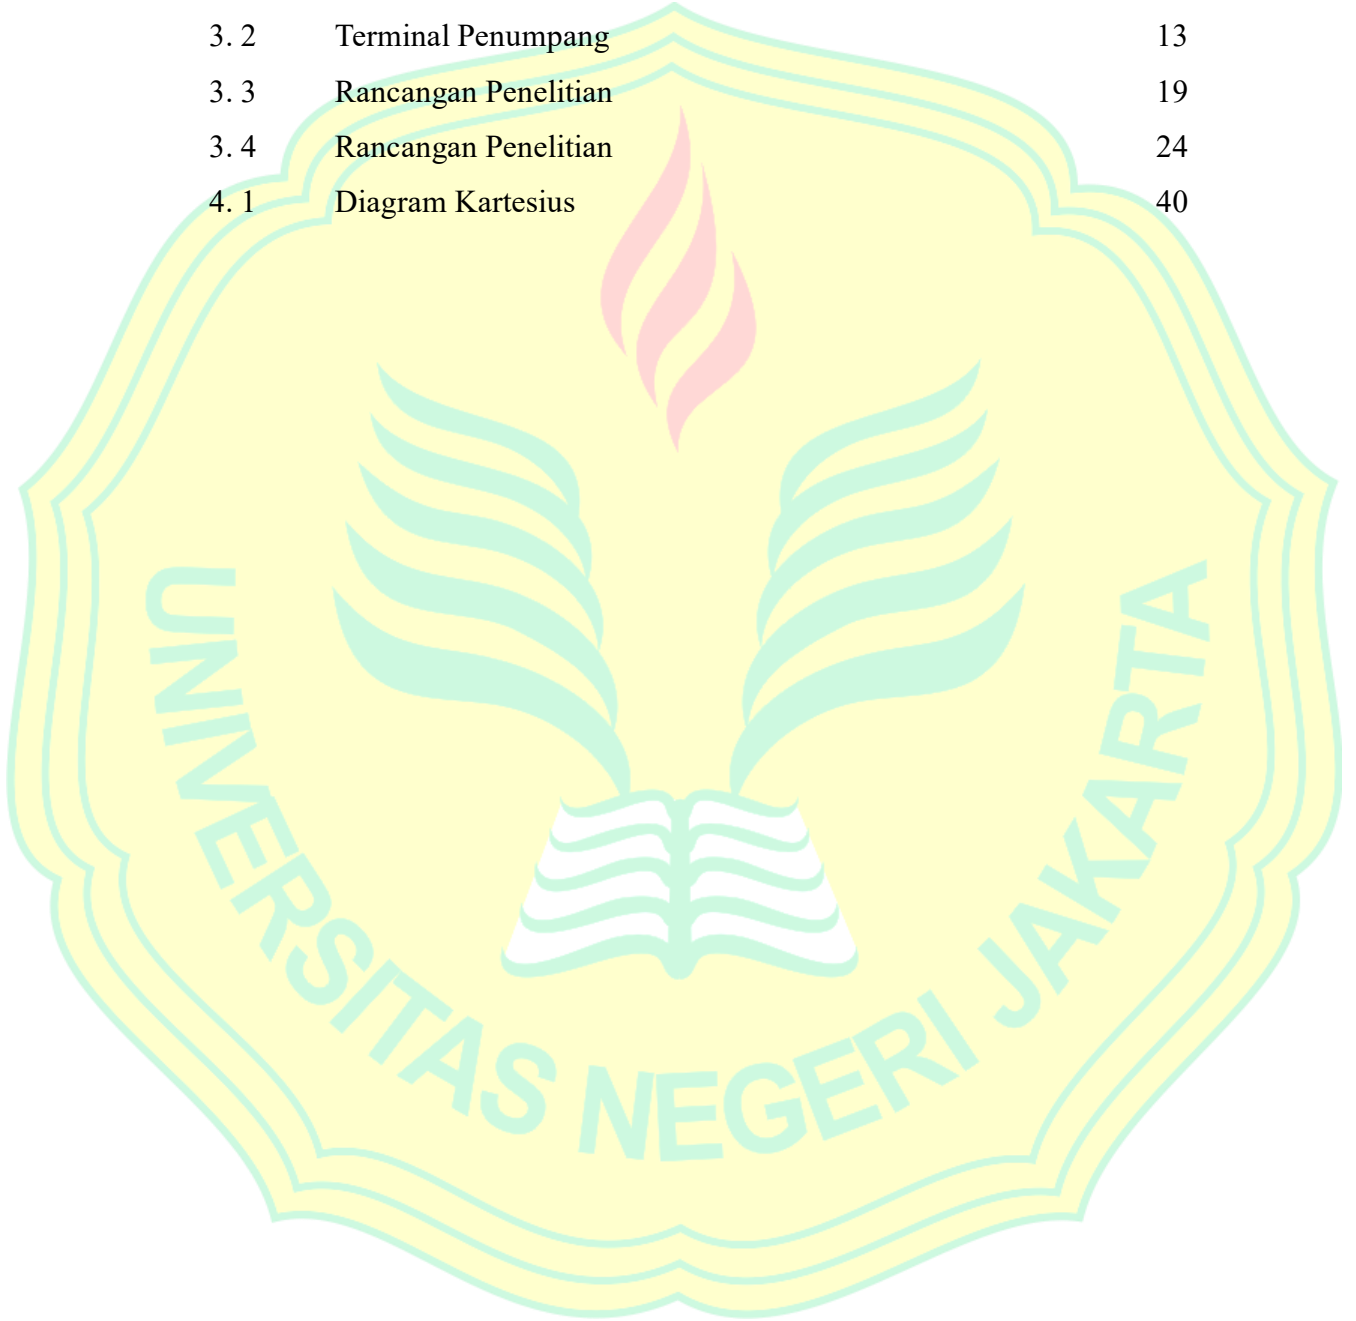 3. 2 Terminal Penumpang 13
3. 3 Rancangan Penelitian 19
3. 4 Rancangan Penelitian 24
4. 1 Diagram Kartesius 40
UNIVERSITAS NEGERI JAKARTA